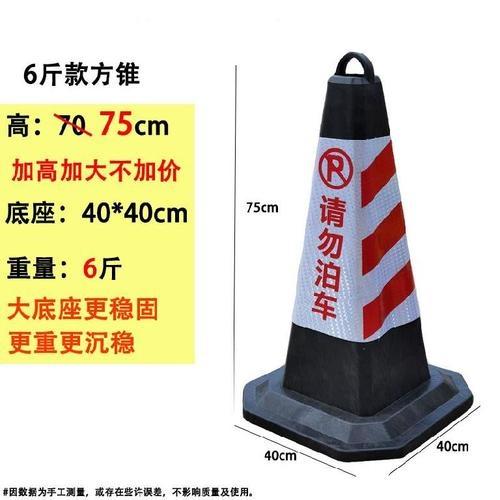 6斤款方锥
高：70 75cm
加高加大不加价
底座：40*40cm
重量：6斤
大底座更稳固
更重更沉稳
75cm
请勿泊车
40cm
40cm
#因数据为手工测量，或存在些许误差，不影响质量及使用。